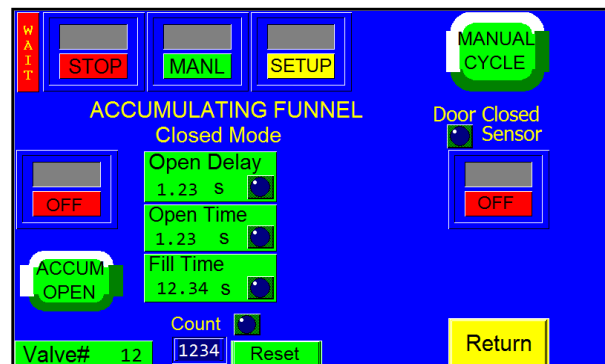 WAIT
STOP
MANL
SETUP
MANUAL
CYCLE
ACCUMULATING FUNNEL
Closed Mode
Door Closed
Sensor
OFF
Open Delay
1.23 s
Open Time
1.23 s
Fill Time
12.34 s
OFF
ACCUM
OPEN
Count
1234
Reset
Valve# 12
Return